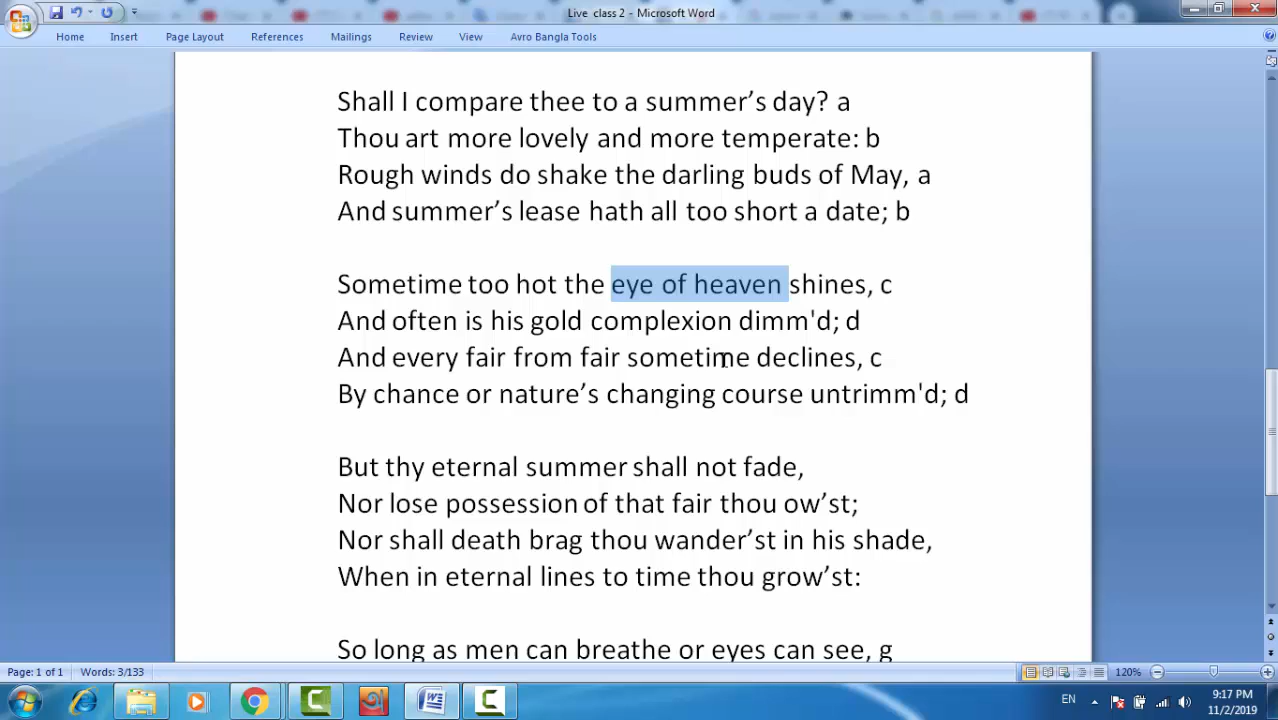 Live class 2 - Microsoft Word
Home Insert Page Layout References Mailings Review View Avro Bangla Tools
Shall I compare thee to a summer’s day? a
Thou art more lovely and more temperate: b
Rough winds do shake the darling buds of May, a
And summer’s lease hath all too short a date; b
Sometime too hot the eye of heaven shines, c
And often is his gold complexion dimm'd; d
And every fair from fair sometime declines, c
By chance or nature’s changing course untrimm'd; d
But thy eternal summer shall not fade,
Nor lose possession of that fair thou ow’st;
Nor shall death brag thou wander’st in his shade,
When in eternal lines to time thou grow’st:
So long as men can breathe or eyes can see, g
Page: 1 of 1 Words: 3/133 120%
EN 9:17 PM
11/2/2019